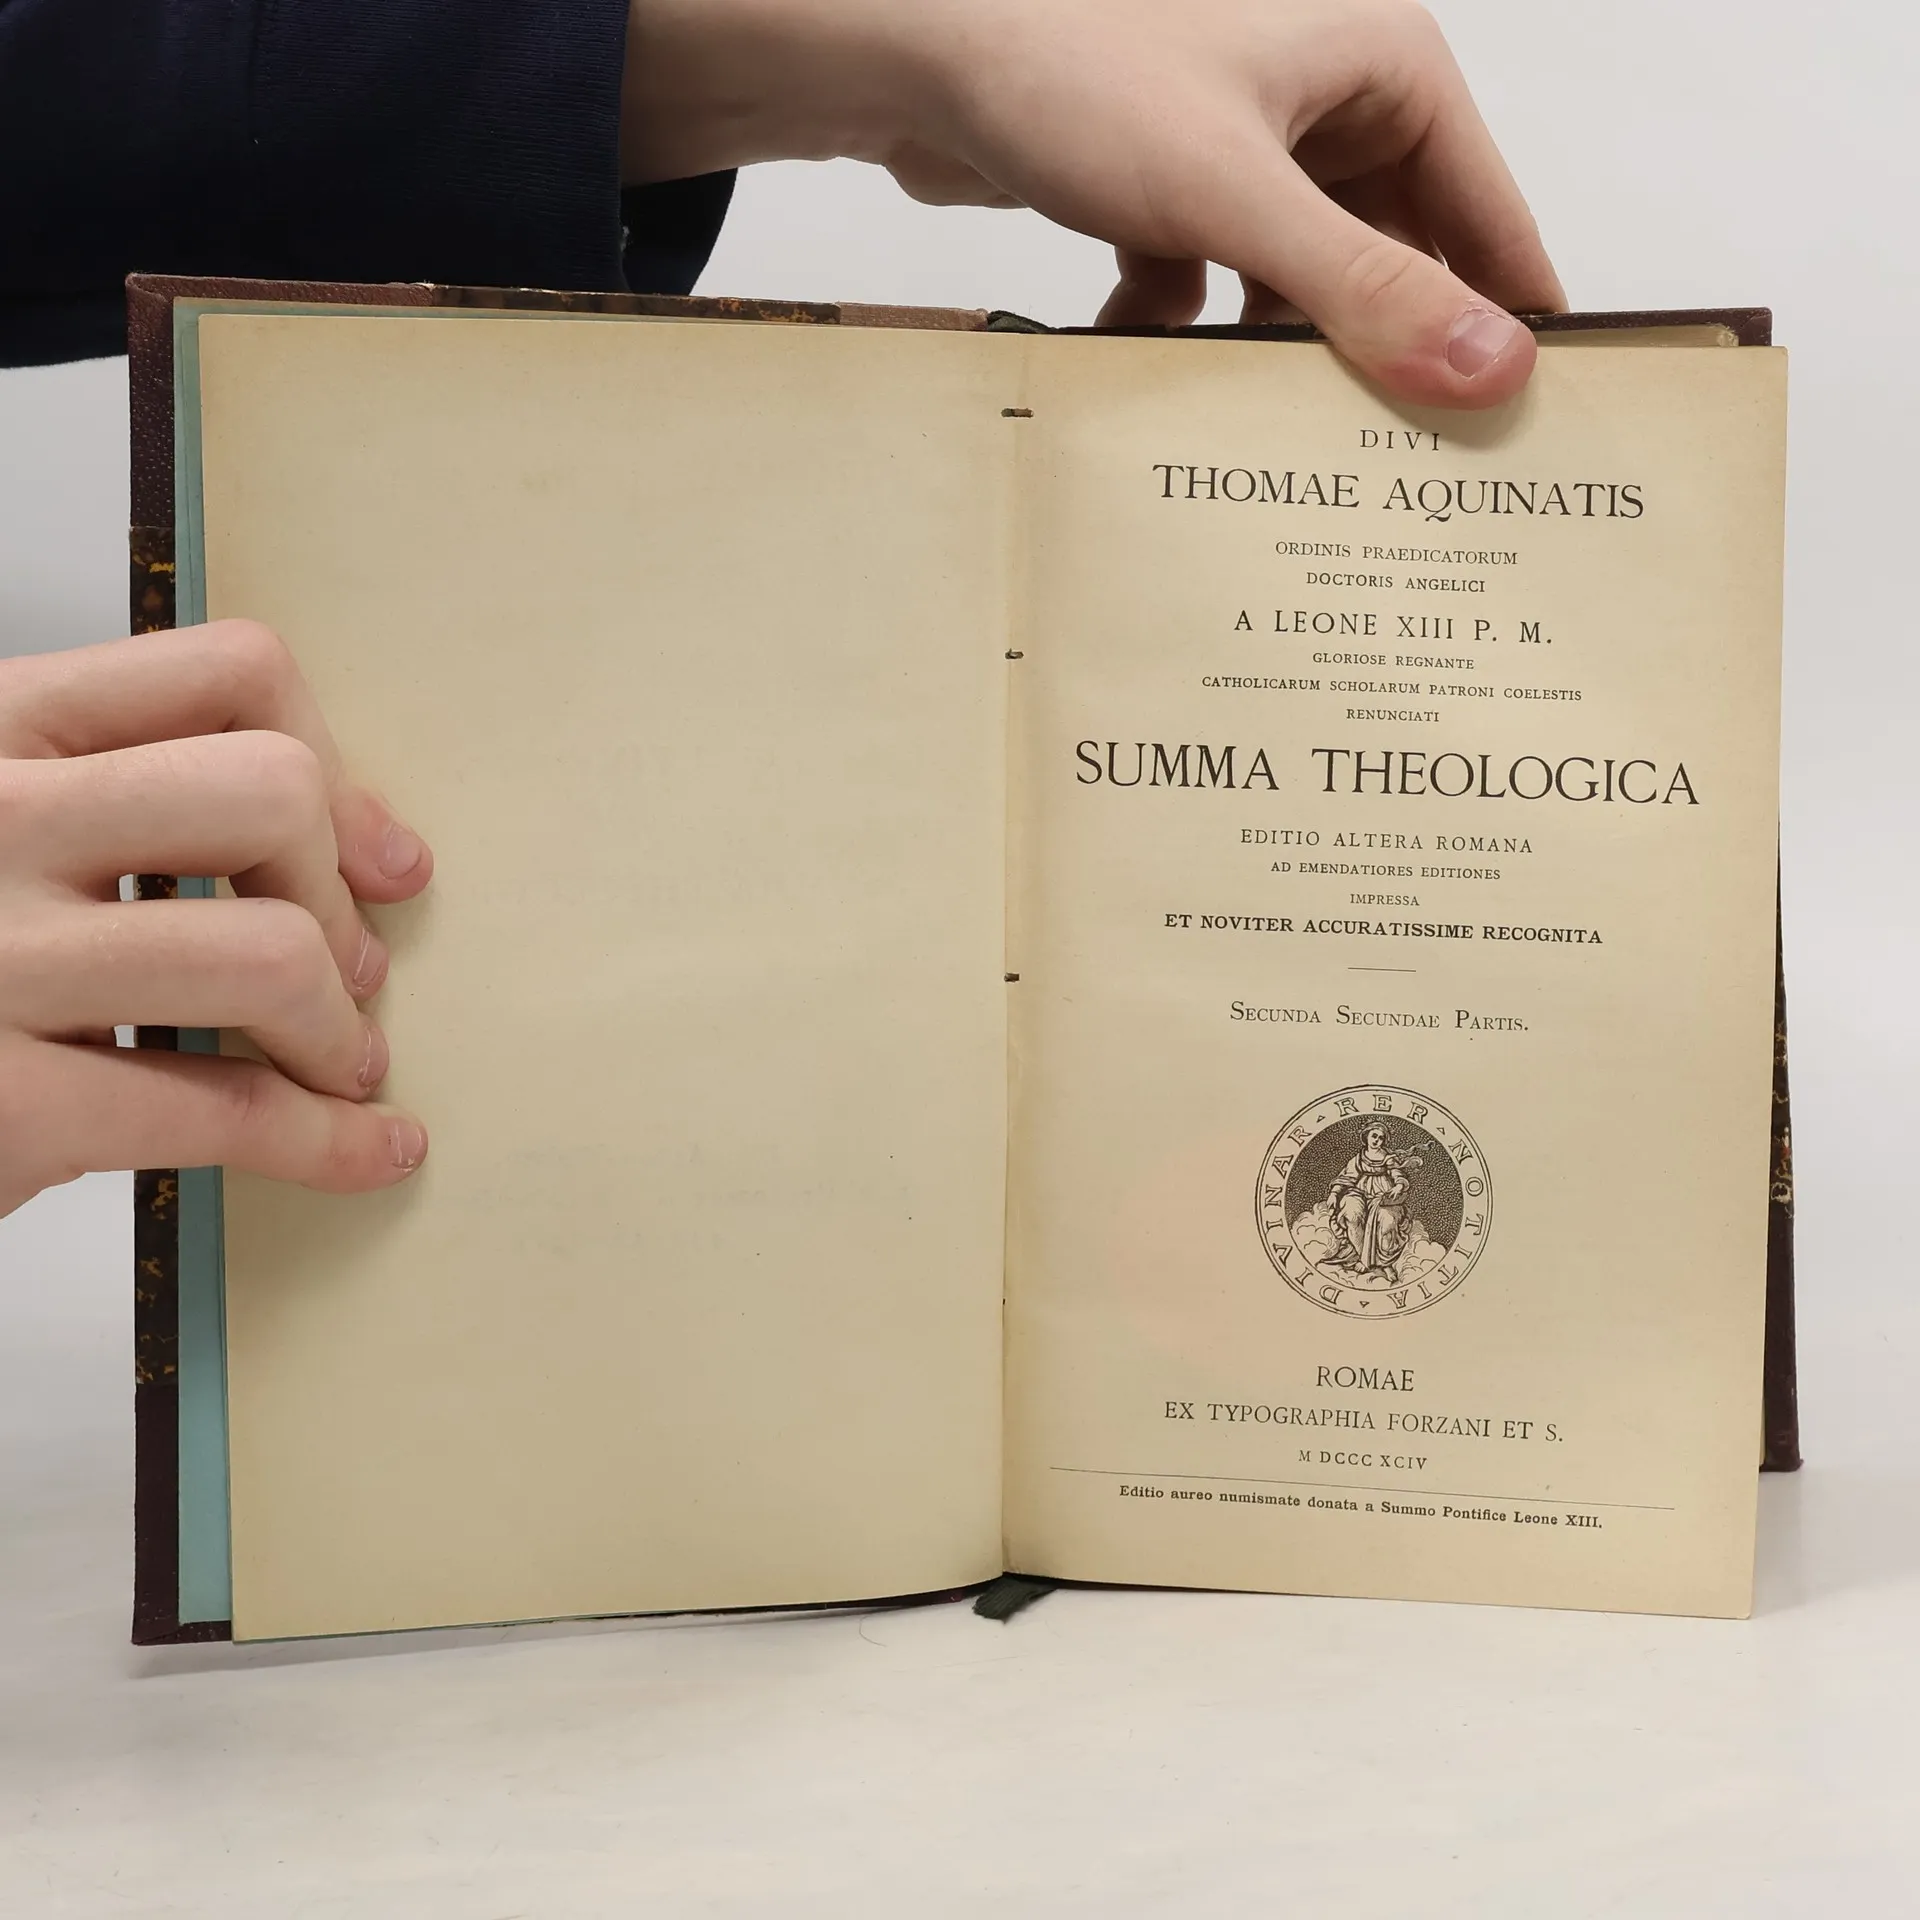 DIVI
THOMAE AQUINATIS
ORDINIS PRAEDICATORUM
DOCTORIS ANGELICI
A LEONE XIII P. M.
GLORIOSE REGNANTE
CATHOLICARUM SCHOLARUM PATRONI COELESTIS
RENUNCIATI
SUMMA THEOLOGICA
EDITIO ALTERA ROMANA
AD EMENDATIORES EDITIONES
IMPRESSA
ET NOVITER ACCURATISSIME RECOGNITA
SECUNDA SECUNDAE PARTIS.
DIVINAR · RER · NOTITIA ·
ROMAE
EX TYPOGRAPHIA FORZANI ET S.
M DCCC XCIV
Editio aureo numismate donata a Summo Pontifice Leone XIII.